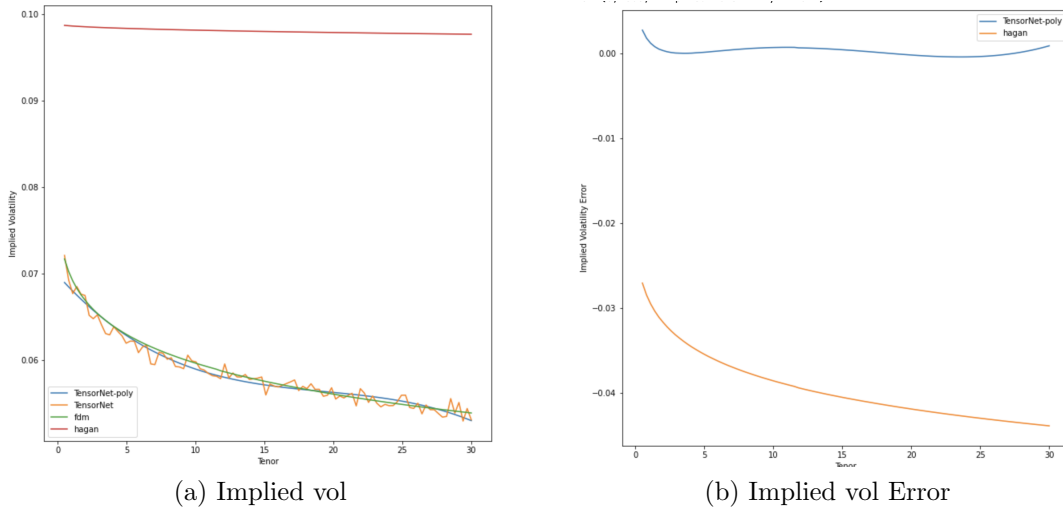 0.10
0.09
0.08
0.07
0.06
Implied Volatility
TensorNet-poly
TensorNet
fdm
hagan
0 5 10 15 20 25 30
Tenor
(a) Implied vol
TensorNet-poly
hagan
0.00
−0.01
−0.02
−0.03
−0.04
Implied Volatility Error
0 5 10 15 20 25 30
Tenor
(b) Implied vol Error